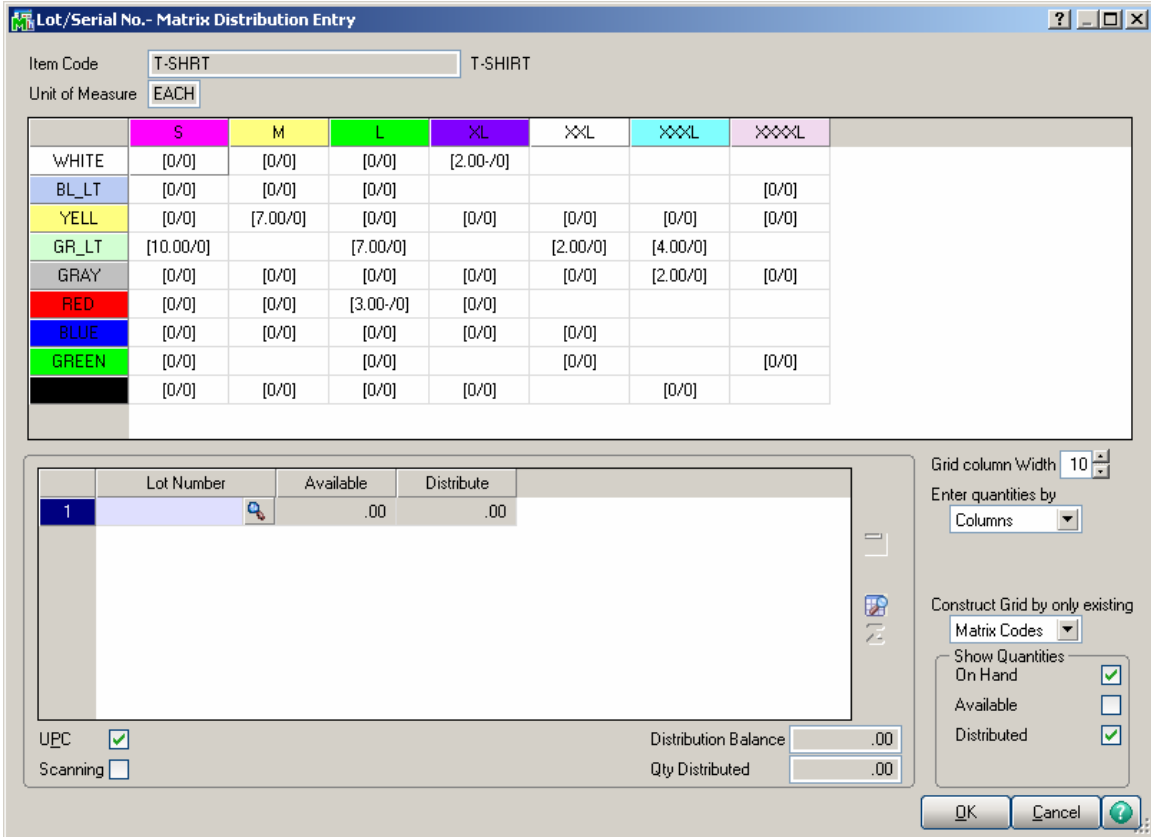 Lot/Serial No.- Matrix Distribution Entry
Item Code T-SHRT T-SHIRT
Unit of Measure EACH
S M L XL XXL XXXL XXXXL
WHITE [0/0] [0/0] [0/0] [2.00-/0]
BL_LT [0/0] [0/0] [0/0] [0/0]
YELL [0/0] [7.00/0] [0/0] [0/0] [0/0] [0/0] [0/0]
GR_LT [10.00/0] [7.00/0] [2.00/0] [4.00/0]
GRAY [0/0] [0/0] [0/0] [0/0] [0/0] [2.00/0] [0/0]
RED [0/0] [0/0] [3.00-/0] [0/0]
BLUE [0/0] [0/0] [0/0] [0/0] [0/0]
GREEN [0/0] [0/0] [0/0] [0/0]
[0/0] [0/0] [0/0] [0/0] [0/0]
Lot Number Available Distribute
1 .00 .00
UPC
Scanning
Distribution Balance .00
Qty Distributed .00
Grid column Width 10
Enter quantities by
Columns
Construct Grid by only existing
Matrix Codes
Show Quantities
On Hand
Available
Distributed
OK Cancel